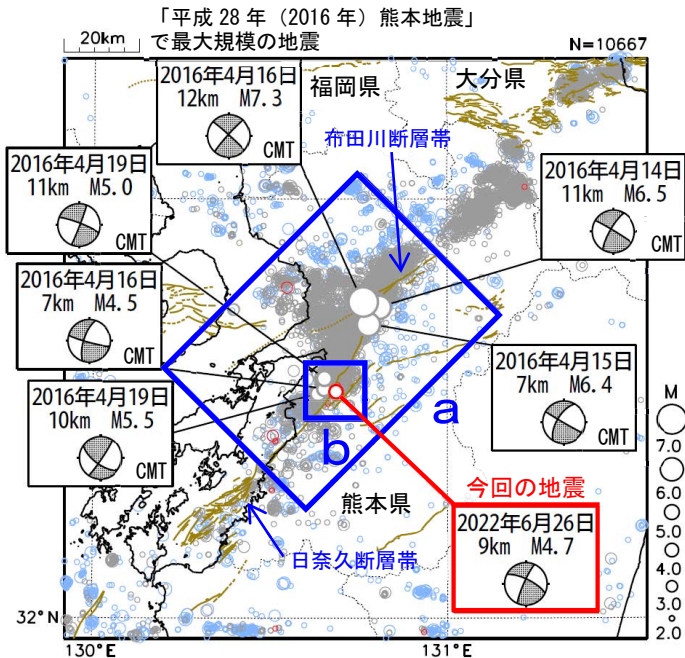 「平成 28 年（2016 年）熊本地震」
で最大規模の地震
20km
N=10667
2016年4月16日
12km M7.3
CMT
福岡県
大分県
布田川断層帯
2016年4月19日
11km M5.0
CMT
2016年4月14日
11km M6.5
CMT
2016年4月16日
7km M4.5
CMT
2016年4月15日
7km M6.4
CMT
2016年4月19日
10km M5.5
CMT
a
b
M
7.0
6.0
5.0
4.0
3.0
2.0
熊本県
今回の地震
2022年6月26日
9km M4.7
日奈久断層帯
32°N
130°E
131°E